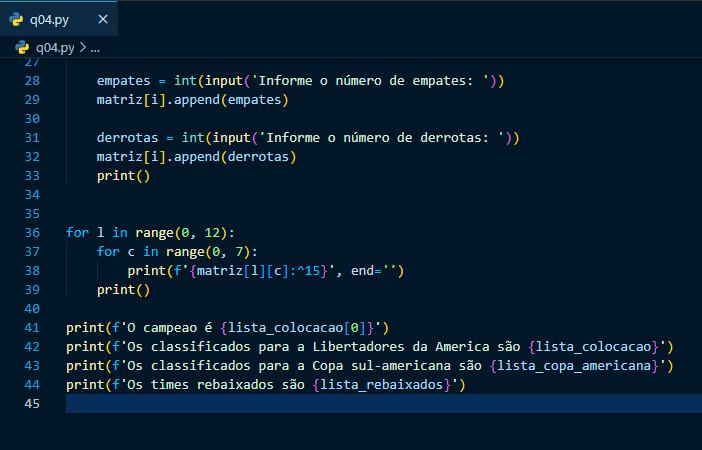 q04.py ×
q04.py > ...
27
28 empates = int(input('Informe o número de empates: '))
29 matriz[i].append(empates)
30
31 derrotas = int(input('Informe o número de derrotas: '))
32 matriz[i].append(derrotas)
33 print()
34
35
36 for l in range(0, 12):
37 for c in range(0, 7):
38 print(f'{matriz[l][c]:^15}', end='')
39 print()
40
41 print(f'O campeao é {lista_colocacao[0]}')
42 print(f'Os classificados para a Libertadores da America são {lista_colocacao}')
43 print(f'Os classificados para a Copa sul-americana são {lista_copa_americana}')
44 print(f'Os times rebaixados são {lista_rebaixados}')
45